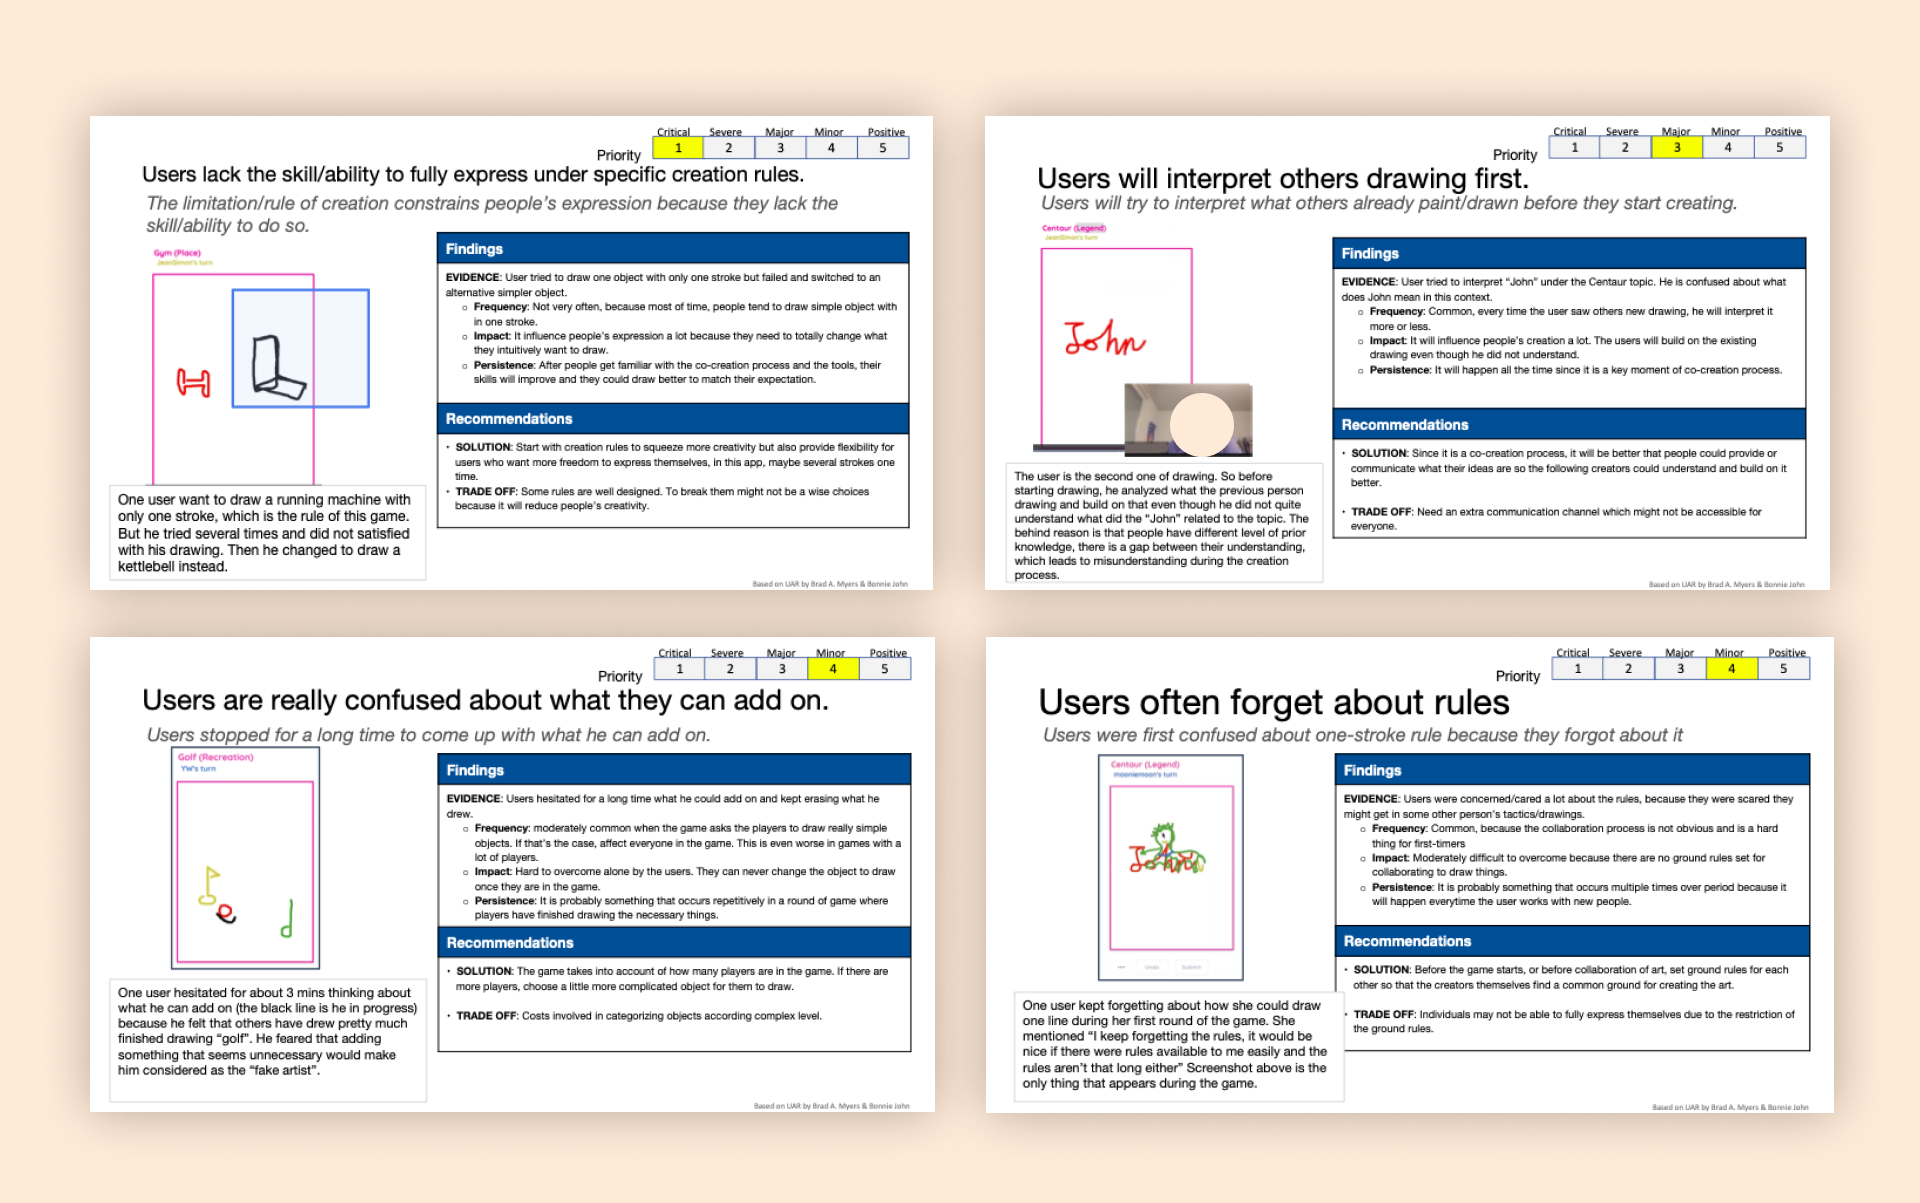 Critical Severe Major Minor Positive
Priority 1 2 3 4 5
Users lack the skill/ability to fully express under specific creation rules.
The limitation/rule of creation constrains people's expression because they lack the
skill/ability to do so.
Gym (Place)
JeanSimon's turn
One user want to draw a running machine with
only one stroke, which is the rule of this game.
But he tried several times and did not satisfied
with his drawing. Then he changed to draw a
kettlebell instead.
Findings
EVIDENCE: User tried to draw one object with only one stroke but failed and switched to an
alternative simpler object.
o Frequency: Not very often, because most of time, people tend to draw simple object with
in one stroke.
o Impact: It influence people's expression a lot because they need to totally change what
they intuitively want to draw.
o Persistence: After people get familiar with the co-creation process and the tools, their
skills will improve and they could draw better to match their expectation.
Recommendations
• SOLUTION: Start with creation rules to squeeze more creativity but also provide flexibility for
users who want more freedom to express themselves, in this app, maybe several strokes one
time.
• TRADE OFF: Some rules are well designed. To break them might not be a wise choices
because it will reduce people's creativity.
Based on UAR by Brad A. Myers & Bonnie John
Critical Severe Major Minor Positive
Priority 1 2 3 4 5
Users will interpret others drawing first.
Users will try to interpret what others already paint/drawn before they start creating.
Centaur (Legend)
JeanSimon's turn
John
The user is the second one of drawing. So before
starting drawing, he analyzed what the previous person
drawing and build on that even though he did not quite
understand what did the “John” related to the topic. The
behind reason is that people have different level of prior
knowledge, there is a gap between their understanding,
which leads to misunderstanding during the creation
process.
Findings
EVIDENCE: User tried to interpret “John” under the Centaur topic. He is confused about what
does John mean in this context.
o Frequency: Common, every time the user saw others new drawing, he will interpret it
more or less.
o Impact: It will influence people's creation a lot. The users will build on the existing
drawing even though he did not understand.
o Persistence: It will happen all the time since it is a key moment of co-creation process.
Recommendations
• SOLUTION: Since it is a co-creation process, it will be better that people could provide or
communicate what their ideas are so the following creators could understand and build on it
better.
• TRADE OFF: Need an extra communication channel which might not be accessible for
everyone.
Based on UAR by Brad A. Myers & Bonnie John
Critical Severe Major Minor Positive
Priority 1 2 3 4 5
Users are really confused about what they can add on.
Users stopped for a long time to come up with what he can add on.
Golf (Recreation)
YW's turn
One user hesitated for about 3 mins thinking about
what he can add on (the black line is he in progress)
because he felt that others have drew pretty much
finished drawing “golf”. He feared that adding
something that seems unnecessary would make
him considered as the “fake artist”.
Findings
EVIDENCE: Users hesitated for a long time what he could add on and kept erasing what he
drew.
o Frequency: moderately common when the game asks the players to draw really simple
objects. If that's the case, affect everyone in the game. This is even worse in games with a
lot of players.
o Impact: Hard to overcome alone by the users. They can never change the object to draw
once they are in the game.
o Persistence: It is probably something that occurs repetitively in a round of game where
players have finished drawing the necessary things.
Recommendations
• SOLUTION: The game takes into account of how many players are in the game. If there are
more players, choose a little more complicated object for them to draw.
• TRADE OFF: Costs involved in categorizing objects according complex level.
Based on UAR by Brad A. Myers & Bonnie John
Critical Severe Major Minor Positive
Priority 1 2 3 4 5
Users often forget about rules
Users were first confused about one-stroke rule because they forgot about it
Centaur (Legend)
mooniemoon's turn
John
Undo Submit
One user kept forgetting about how she could draw
one line during her first round of the game. She
mentioned “I keep forgetting the rules, it would be
nice if there were rules available to me easily and the
rules aren't that long either” Screenshot above is the
only thing that appears during the game.
Findings
EVIDENCE: Users were concerned/cared a lot about the rules, because they were scared they
might get in some other person's tactics/drawings.
o Frequency: Common, because the collaboration process is not obvious and is a hard
thing for first-timers
o Impact: Moderately difficult to overcome because there are no ground rules set for
collaborating to draw things.
o Persistence: It is probably something that occurs multiple times over period because it
will happen everytime the user works with new people.
Recommendations
• SOLUTION: Before the game starts, or before collaboration of art, set ground rules for each
other so that the creators themselves find a common ground for creating the art.
• TRADE OFF: Individuals may not be able to fully express themselves due to the restriction of
the ground rules.
Based on UAR by Brad A. Myers & Bonnie John